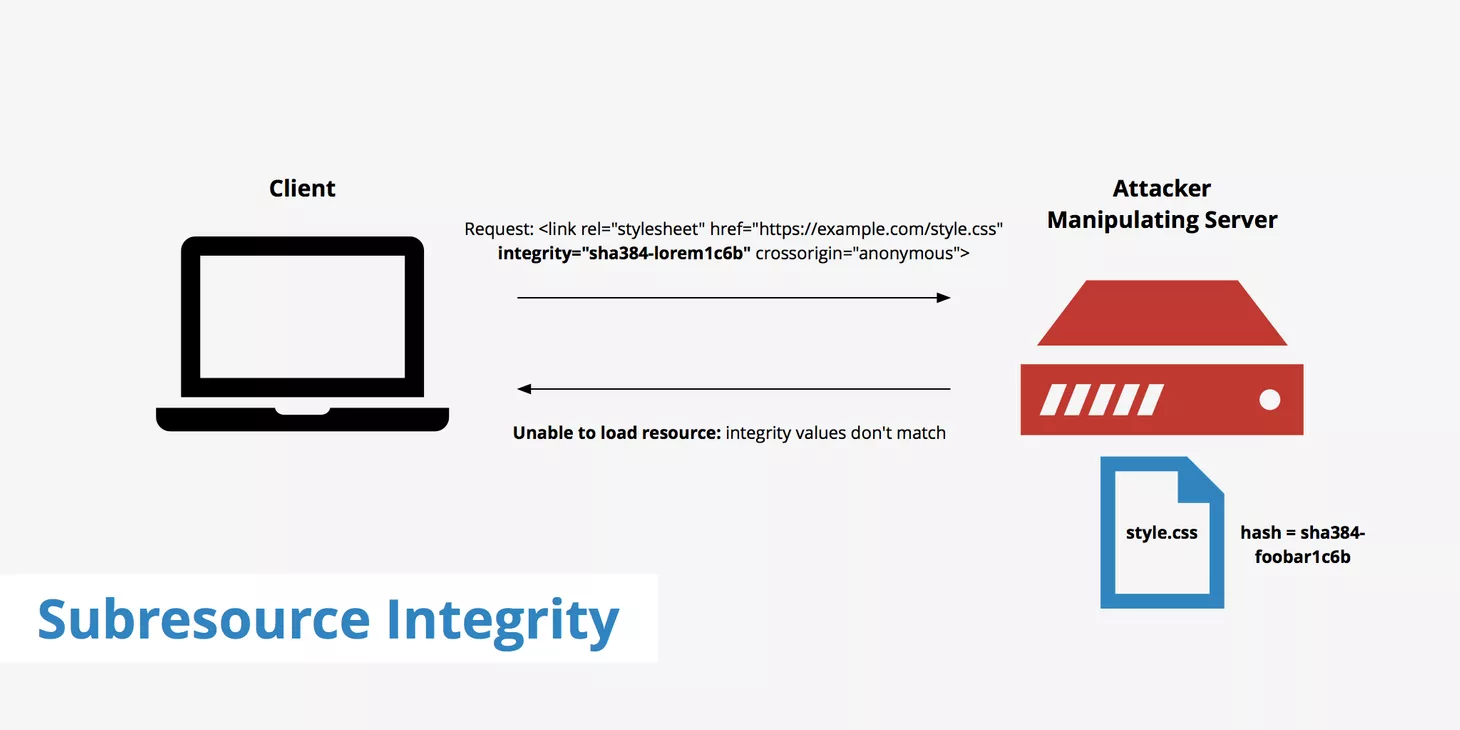 Client
Attacker
Manipulating Server
Request: <link rel="stylesheet" href="https://example.com/style.css"
integrity="sha384-lorem1c6b" crossorigin="anonymous">
Unable to load resource: integrity values don't match
style.css
hash = sha384-
foobar1c6b
Subresource Integrity